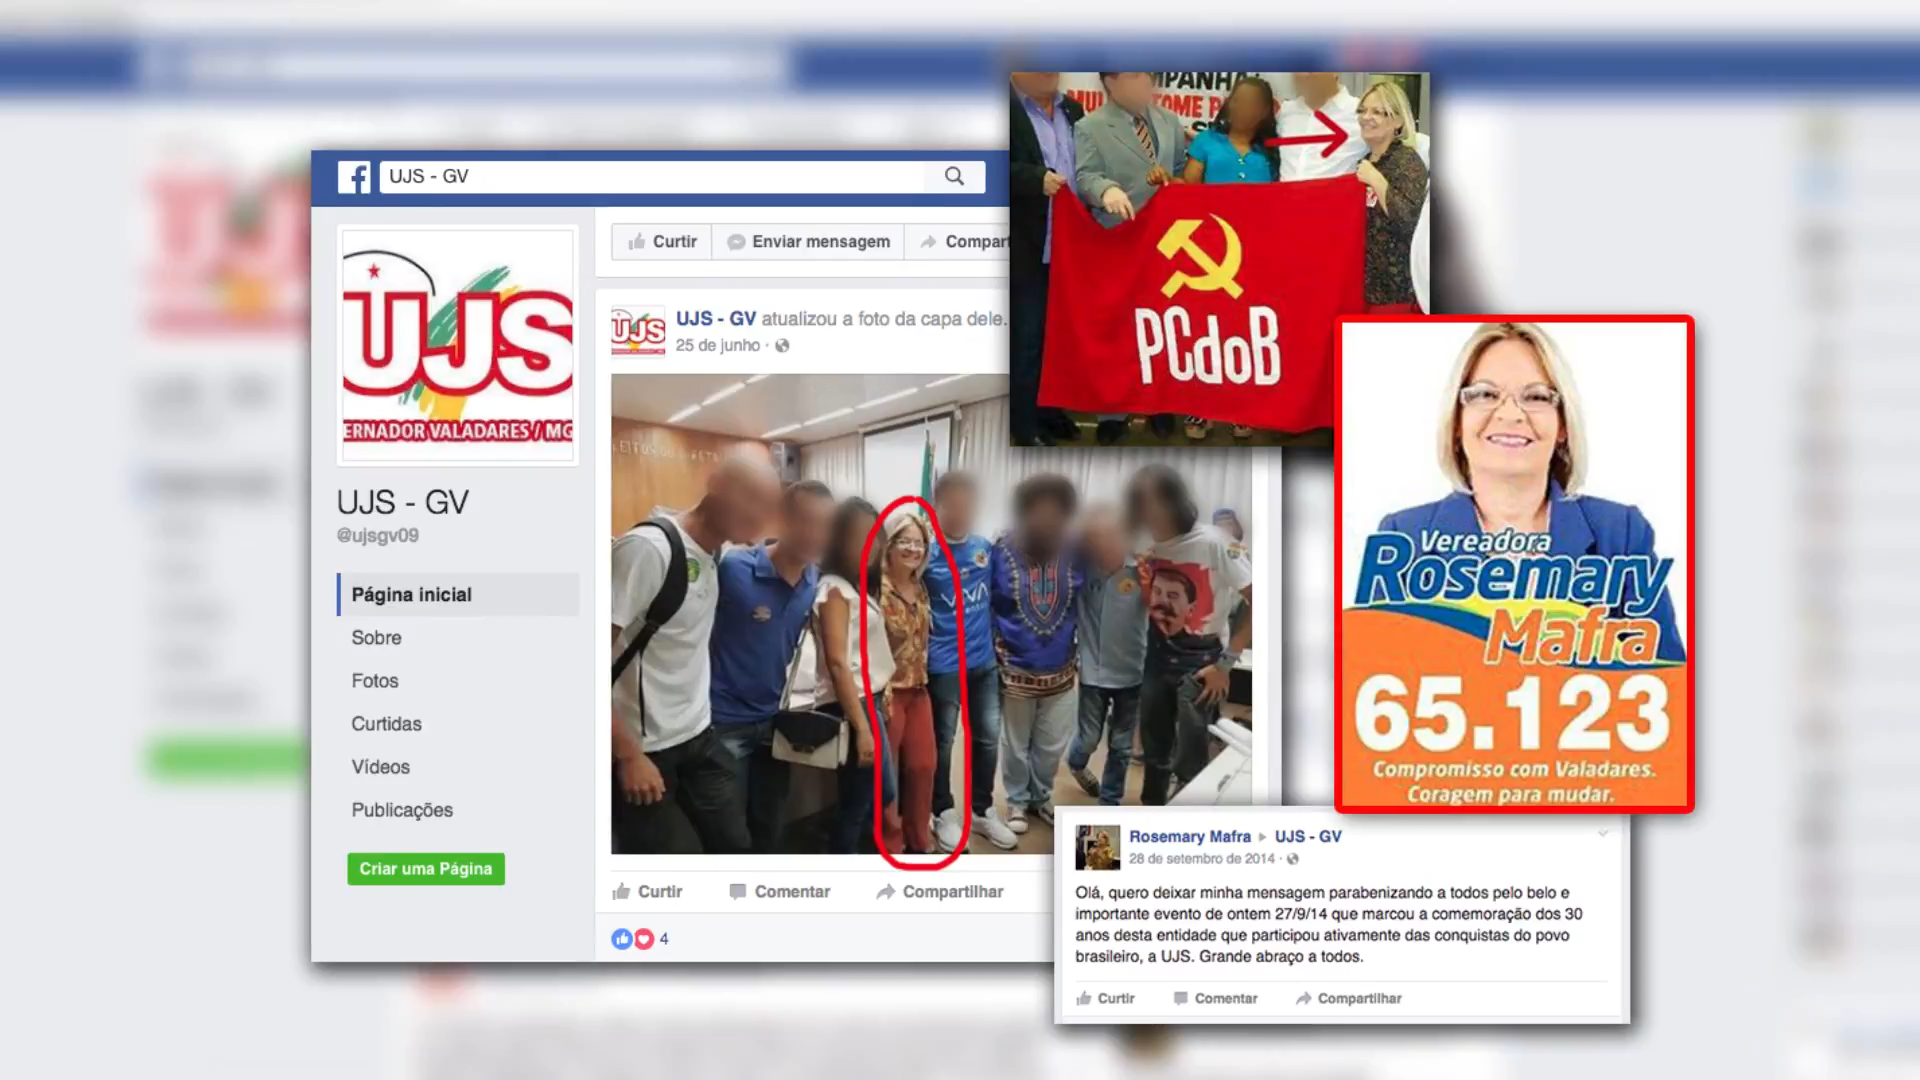 UJS - GV
UJS
ERNADOR VALADARES / MG
UJS - GV
@ujsgv09
Página inicial
Sobre
Fotos
Curtidas
Vídeos
Publicações
Criar uma Página
Curtir
Enviar mensagem
Compart
UJS
UJS - GV atualizou a foto da capa dele.
25 de junho
VIVA
Curtir
Comentar
Compartilhar
4
MPANHA
OME P
PCdoB
Vereadora
Rosemary
Mafra
65.123
Compromisso com Valadares.
Coragem para mudar.
Rosemary Mafra UJS - GV
28 de setembro de 2014
Olá, quero deixar minha mensagem parabenizando a todos pelo belo e
importante evento de ontem 27/9/14 que marcou a comemoração dos 30
anos desta entidade que participou ativamente das conquistas do povo
brasileiro, a UJS. Grande abraço a todos.
Curtir
Comentar
Compartilhar